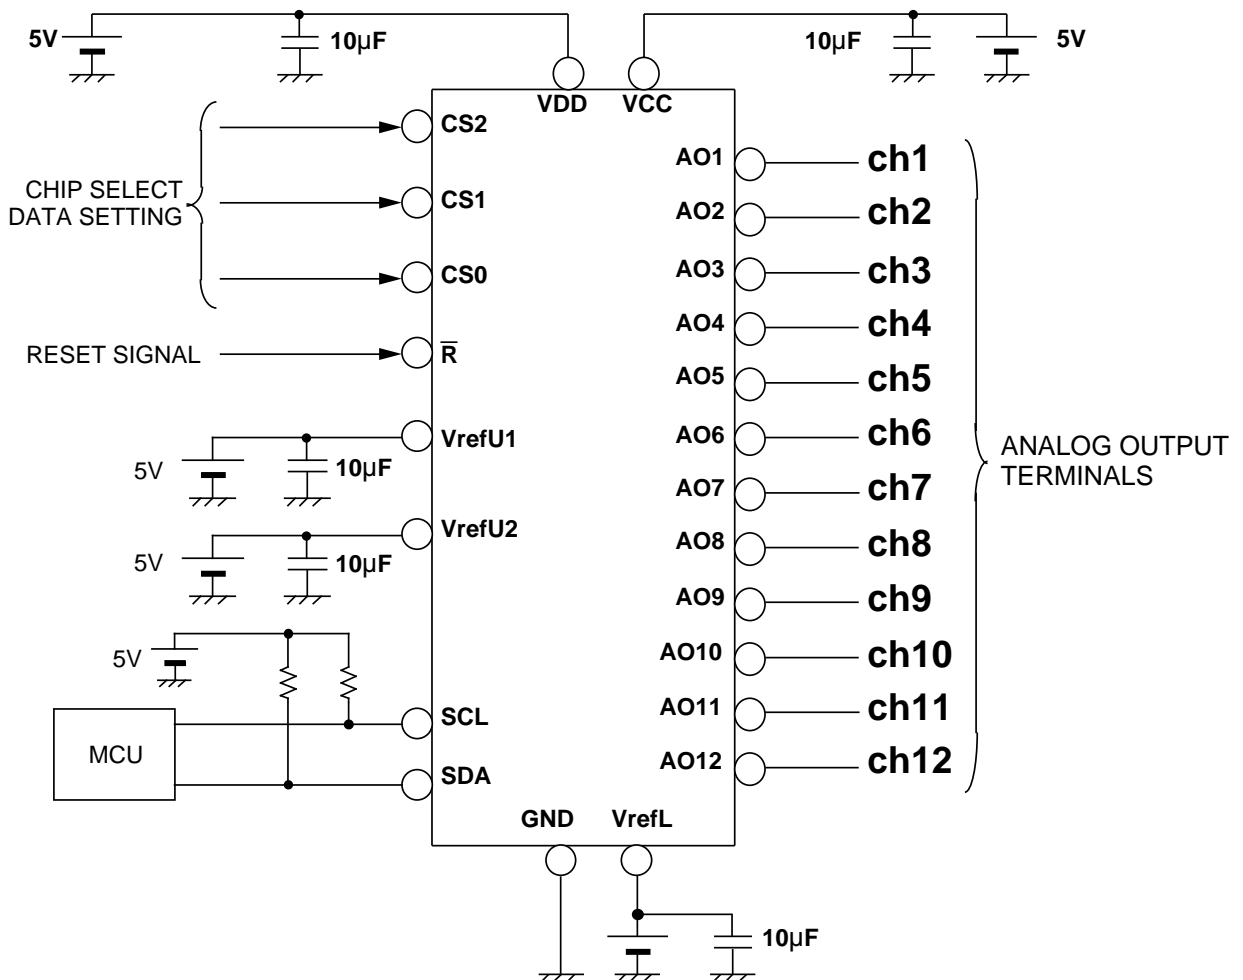 5V
10µF
10µF
5V
VDD
VCC
CHIP SELECT
DATA SETTING
CS2
CS1
CS0
RESET SIGNAL
R̅
VrefU1
5V
10µF
VrefU2
5V
10µF
5V
MCU
SCL
SDA
AO1
ch1
AO2
ch2
AO3
ch3
AO4
ch4
AO5
ch5
AO6
ch6
AO7
ch7
AO8
ch8
AO9
ch9
AO10
ch10
AO11
ch11
AO12
ch12
ANALOG OUTPUT
TERMINALS
GND
VrefL
10µF